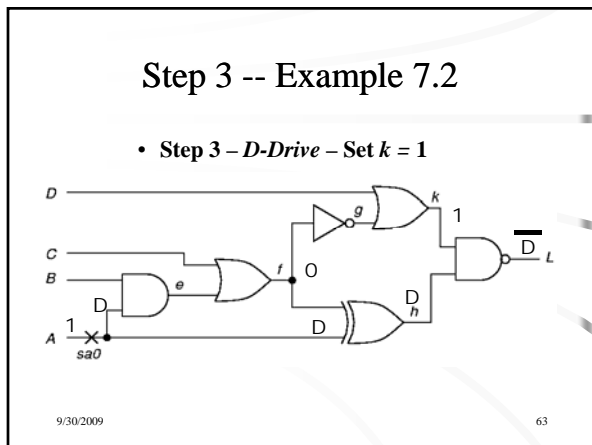 Step 3 -- Example 7.2
• Step 3 – D-Drive – Set k = 1
D
k
g
1
D
L
C
f
B
e
0
D
D
h
1
D
A
sa0
9/30/2009
63